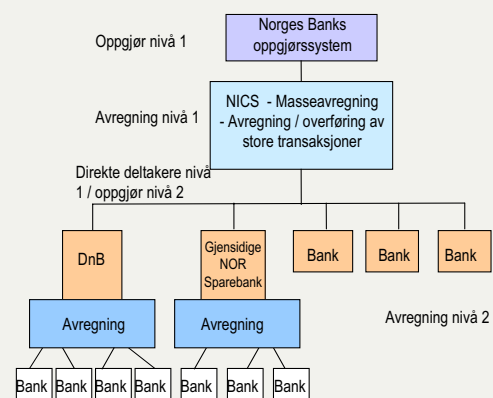 Oppgjør nivå 1
Norges Banks
oppgjørssystem
Avregning nivå 1
NICS - Masseavregning
- Avregning / overføring av
store transaksjoner
Direkte deltakere nivå
1 / oppgjør nivå 2
DnB
Gjensidige
NOR
Sparebank
Bank
Bank
Bank
Avregning
Avregning
Avregning nivå 2
Bank
Bank
Bank
Bank
Bank
Bank
Bank